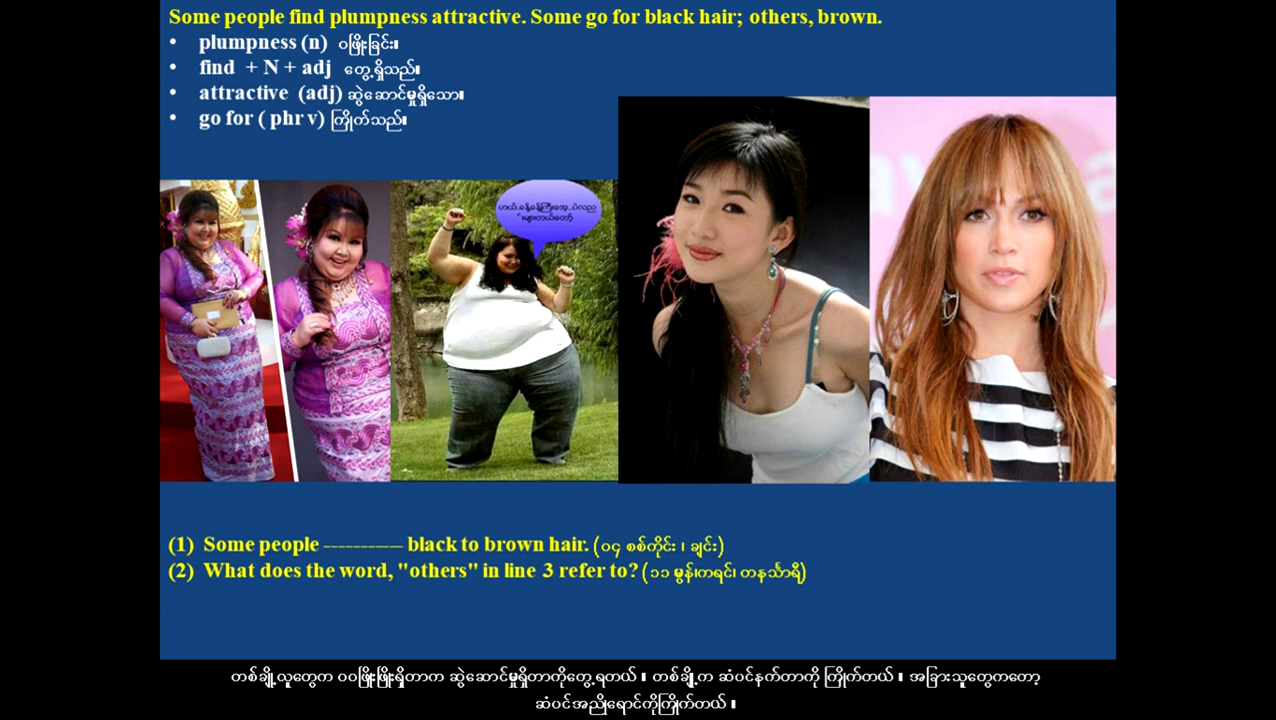 Some people find plumpness attractive. Some go for black hair; others, brown.
• plumpness (n) ဝဖြိုးခြင်း။
• find + N + adj တွေ့ရှိသည်။
• attractive (adj) ဆွဲဆောင်မှုရှိသော။
• go for ( phr v) ကြိုက်သည်။
(1) Some people ----------- black to brown hair. (၀၄ စစ်ကိုင်း ၊ ချင်း)
(2) What does the word, "others" in line 3 refer to? (၁၁ မွန်၊ကရင်၊ တနင်္သာရီ)
တစ်ချို့လူတွေက ဝဝဖြိုးဖြိုးရှိတာက ဆွဲဆောင်မှုရှိတာကိုတွေ့ရတယ် ။ တစ်ချို့က ဆံပင်နက်တာကို ကြိုက်တယ် ။ အခြားသူတွေကတော့
ဆံပင်အညိုရောင်ကိုကြိုက်တယ် ။